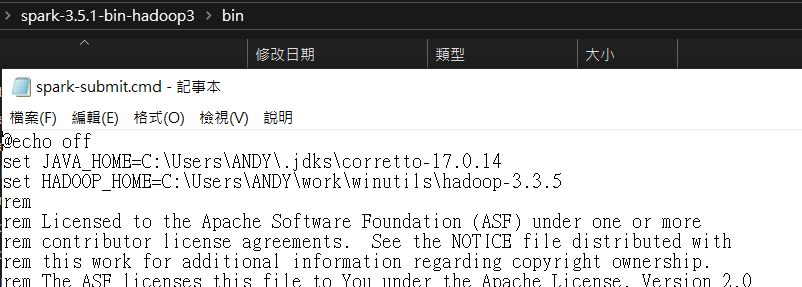 spark-3.5.1-bin-hadoop3 > bin
修改日期 類型 大小
spark-submit.cmd - 記事本
檔案(F) 編輯(E) 格式(O) 檢視(V) 說明
@echo off
set JAVA_HOME=C:\Users\ANDY\.jdks\corretto-17.0.14
set HADOOP_HOME=C:\Users\ANDY\work\winutils\hadoop-3.3.5
rem
rem Licensed to the Apache Software Foundation (ASF) under one or more
rem contributor license agreements.  See the NOTICE file distributed with
rem this work for additional information regarding copyright ownership.
rem The ASF licenses this file to You under the Apache License, Version 2.0